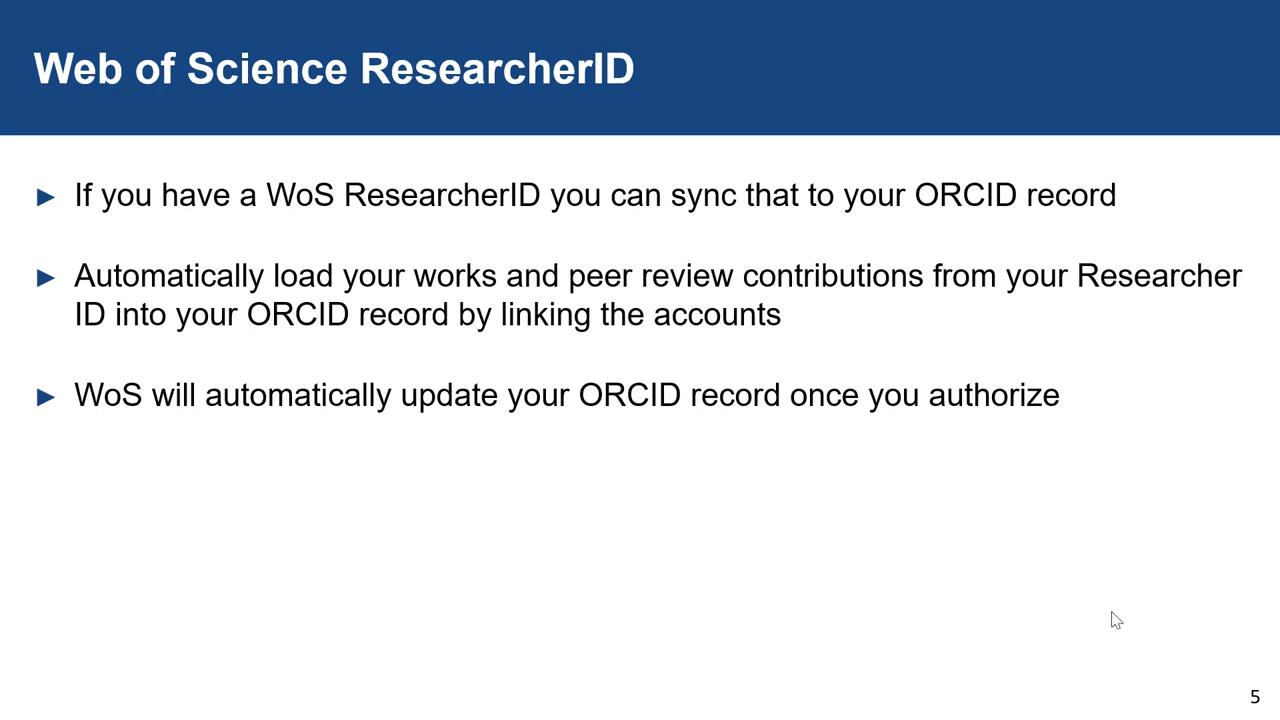 Web of Science ResearcherID
► If you have a WoS ResearcherID you can sync that to your ORCID record
► Automatically load your works and peer review contributions from your Researcher
ID into your ORCID record by linking the accounts
► WoS will automatically update your ORCID record once you authorize
5